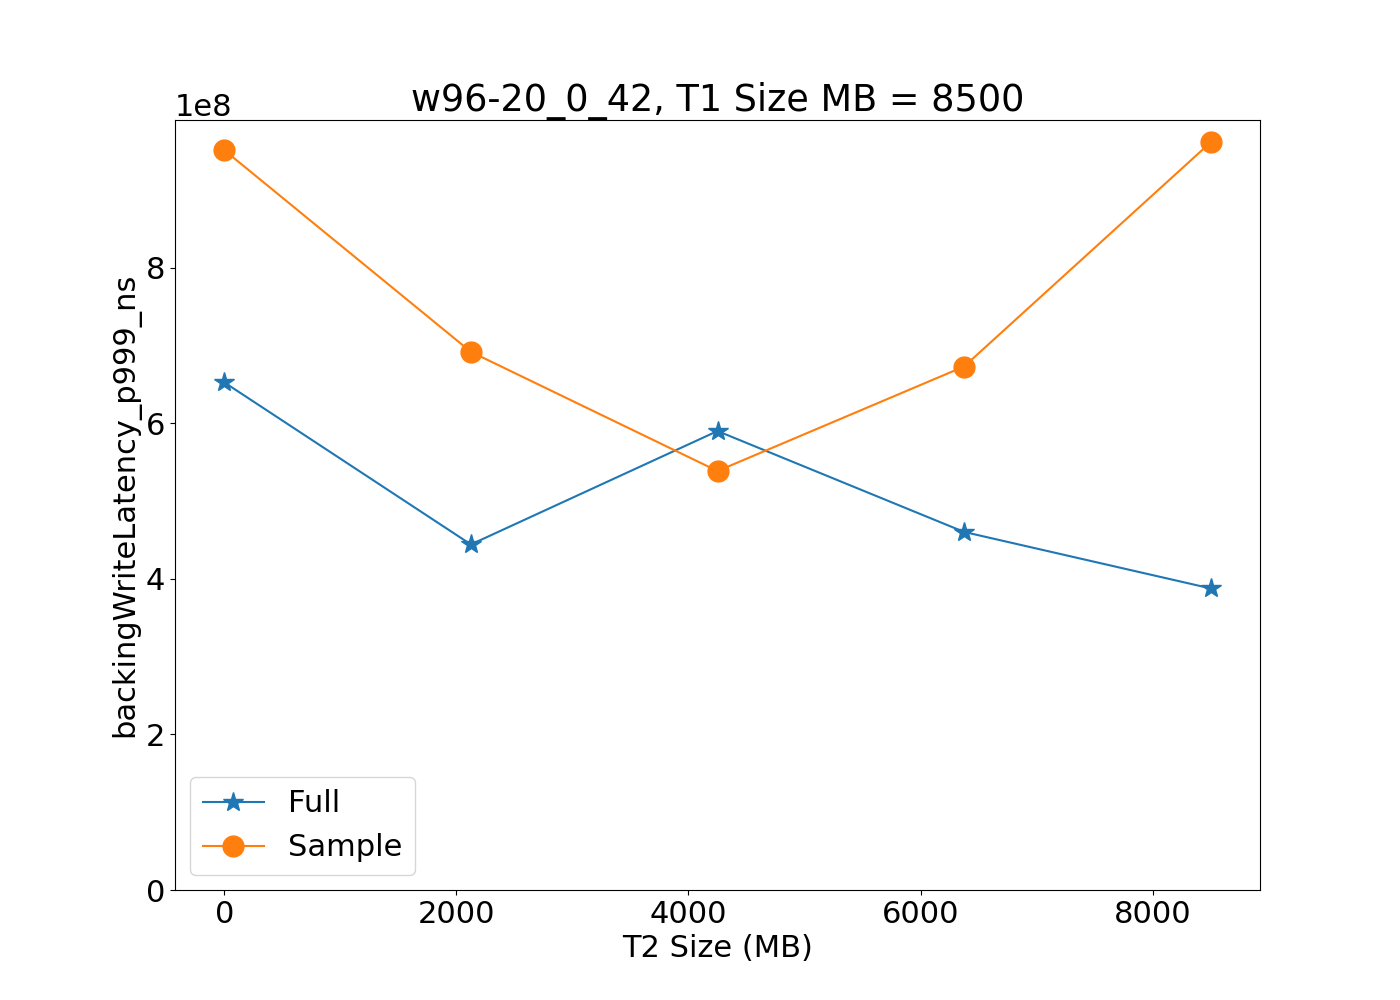 w96-20_0_42, T1 Size MB = 8500
1e8
backingWriteLatency_p999_ns
8
6
4
2
0
Full
Sample
0 2000 4000 6000 8000
T2 Size (MB)